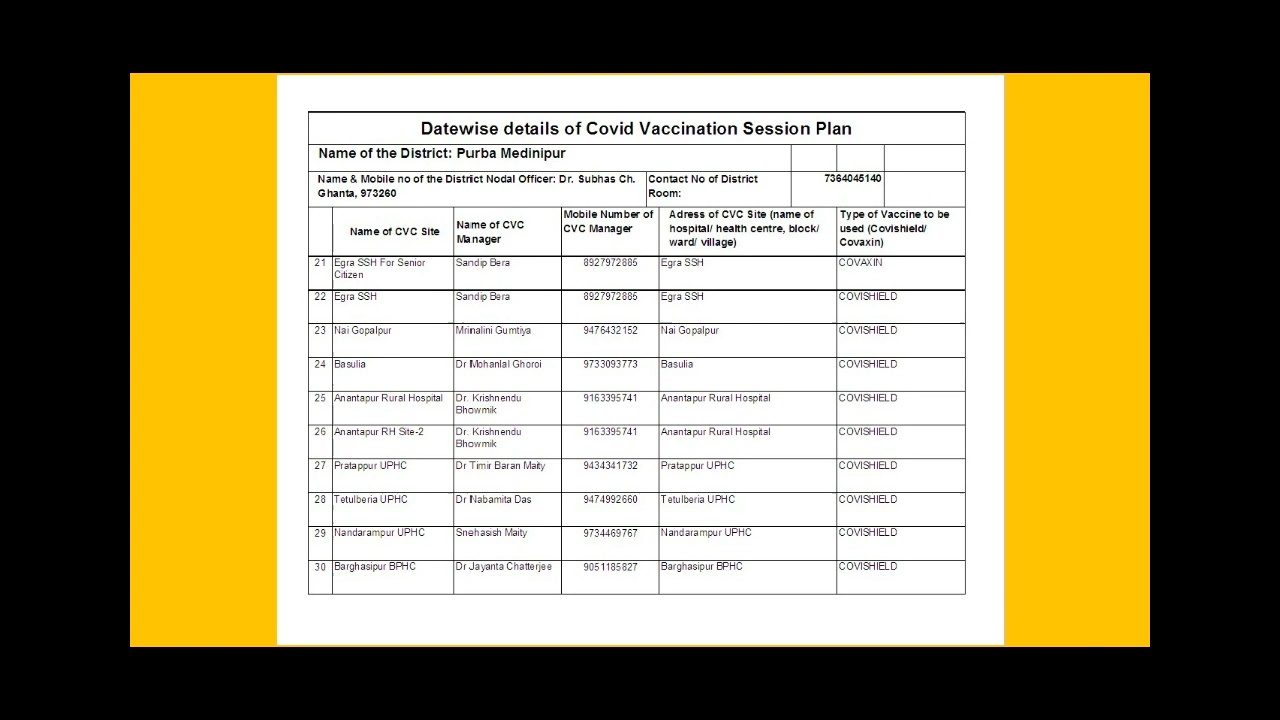 Datewise details of Covid Vaccination Session Plan
Name of the District: Purba Medinipur
Name & Mobile no of the District Nodal Officer: Dr. Subhas Ch. Ghanta, 973260 Contact No of District Room: 7364045140
Name of CVC Site Name of CVC Manager Mobile Number of CVC Manager Adress of CVC Site (name of hospital/ health centre, block/ ward/ village) Type of Vaccine to be used (Covishield/ Covaxin)
21 Egra SSH For Senior Citizen Sandip Bera 8927972885 Egra SSH COVAXIN
22 Egra SSH Sandip Bera 8927972885 Egra SSH COVISHIELD
23 Nai Gopalpur Mrinalini Gumtiya 9476432152 Nai Gopalpur COVISHIELD
24 Basulia Dr Mohanlal Ghoroi 9733093773 Basulia COVISHIELD
25 Anantapur Rural Hospital Dr. Krishnendu Bhowmik 9163395741 Anantapur Rural Hospital COVISHIELD
26 Anantapur RH Site-2 Dr. Krishnendu Bhowmik 9163395741 Anantapur Rural Hospital COVISHIELD
27 Pratappur UPHC Dr Timir Baran Maity 9434341732 Pratappur UPHC COVISHIELD
28 Tetulberia UPHC Dr Nabamita Das 9474992660 Tetulberia UPHC COVISHIELD
29 Nandarampur UPHC Snehasish Maity 9734469767 Nandarampur UPHC COVISHIELD
30 Barghasipur BPHC Dr Jayanta Chatterjee 9051185827 Barghasipur BPHC COVISHIELD